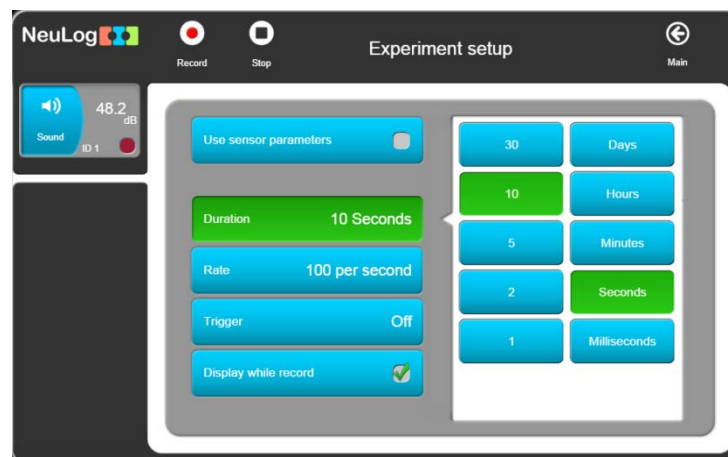 NeuLog
Record
Stop
Experiment setup
Main
Sound
48.2
dB
ID 1
Use sensor parameters
Duration 10 Seconds
Rate 100 per second
Trigger Off
Display while record
30 Days
10 Hours
5 Minutes
2 Seconds
1 Milliseconds